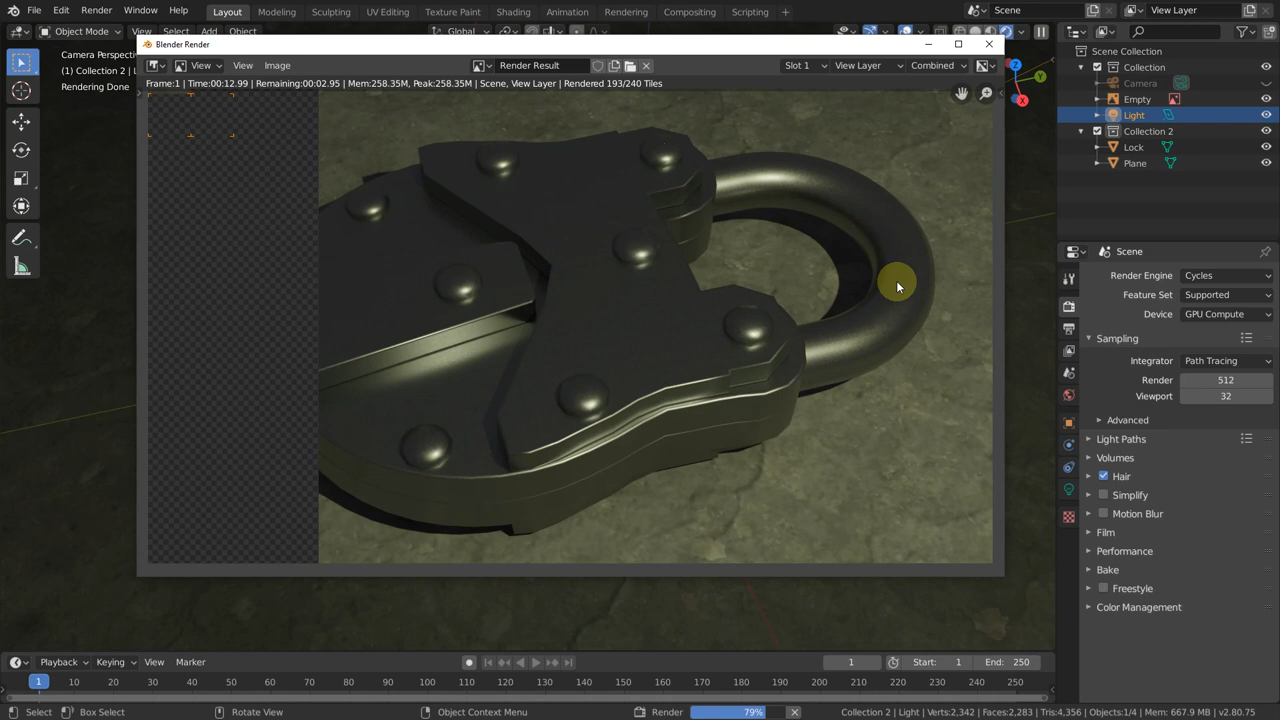 File Edit Render Window Help Layout Modeling Sculpting UV Editing Texture Paint Shading Animation Rendering Compositing Scripting + Scene View Layer
Object Mode View Select Add Object Global
Blender Render
Camera Perspe
(1) Collection 2 | L
Rendering Done
View View Image Render Result Slot 1 View Layer Combined
Frame:1 | Time:00:12.99 | Remaining:00:02.95 | Mem:258.35M, Peak:258.35M | Scene, View Layer | Rendered 193/240 Tiles
Z
Y
X
Scene Collection
Collection
Camera
Empty
Light
Collection 2
Lock
Plane
Scene
Render Engine Cycles
Feature Set Supported
Device GPU Compute
Sampling
Integrator Path Tracing
Render 512
Viewport 32
Advanced
Light Paths
Volumes
Hair
Simplify
Motion Blur
Film
Performance
Bake
Freestyle
Color Management
Playback Keying View Marker 1 Start: 1 End: 250
1 10 20 30 40 50 60 70 80 90 100 110 120 130 140 150 160 170 180 190 200 210 220 230 240 250
Select Box Select Rotate View Object Context Menu Render 79% Collection 2 | Light | Verts:2,342 | Faces:2,283 | Tris:4,356 | Objects:1/4 | Mem: 667.9 MB | v2.80.75